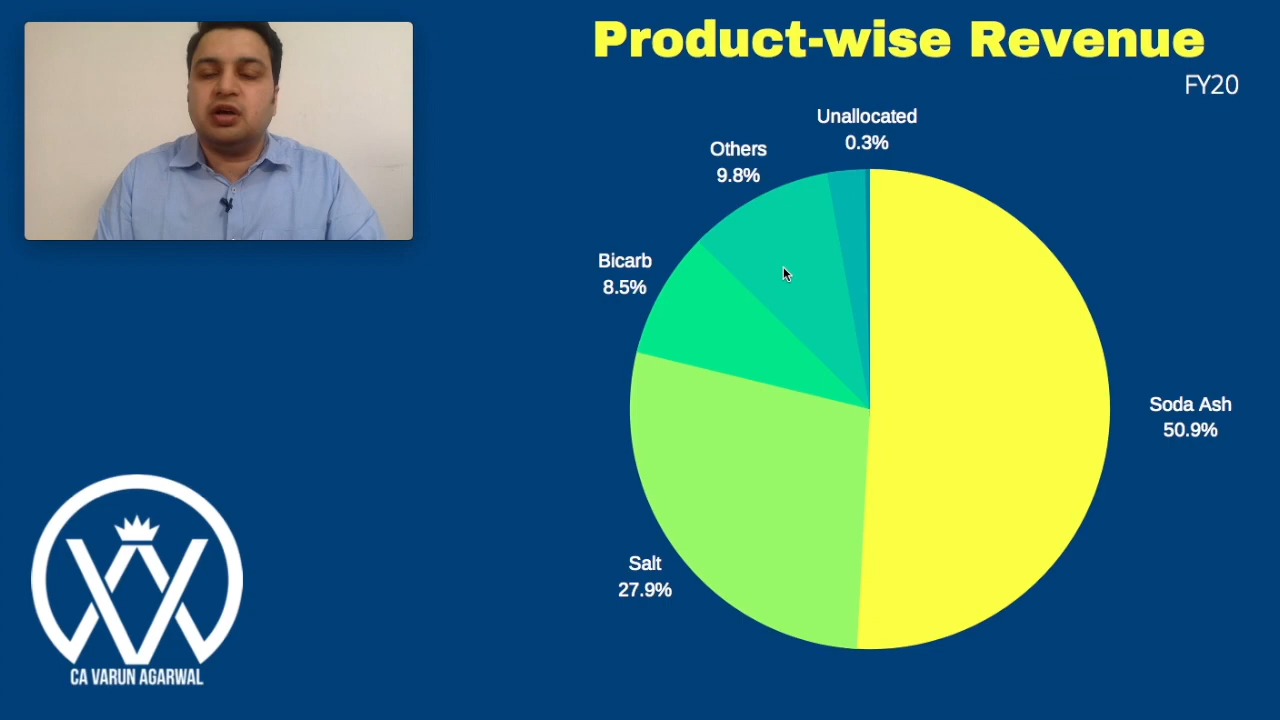 Product-wise Revenue
FY20
Unallocated
0.3%
Others
9.8%
Bicarb
8.5%
Soda Ash
50.9%
Salt
27.9%
CA VARUN AGARWAL